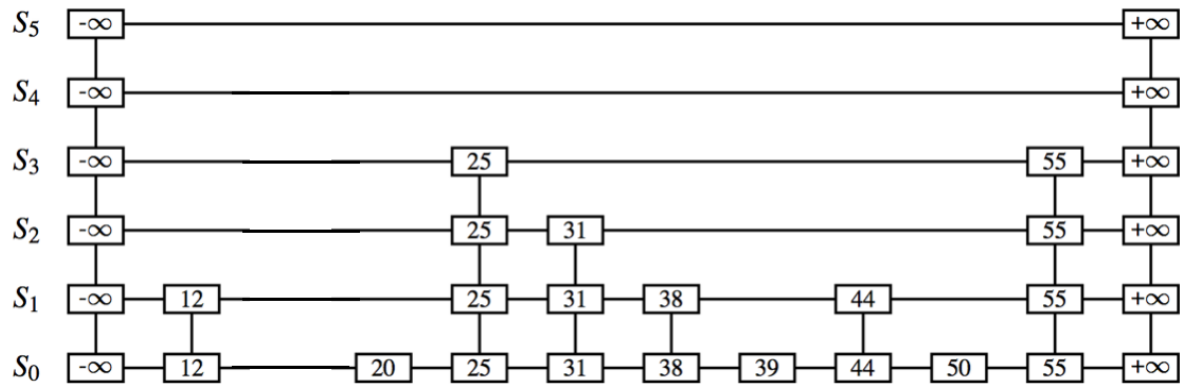 S₅ -∞ +∞
S₄ -∞ +∞
S₃ -∞ 25 55 +∞
S₂ -∞ 25 31 55 +∞
S₁ -∞ 12 25 31 38 44 55 +∞
S₀ -∞ 12 20 25 31 38 39 44 50 55 +∞